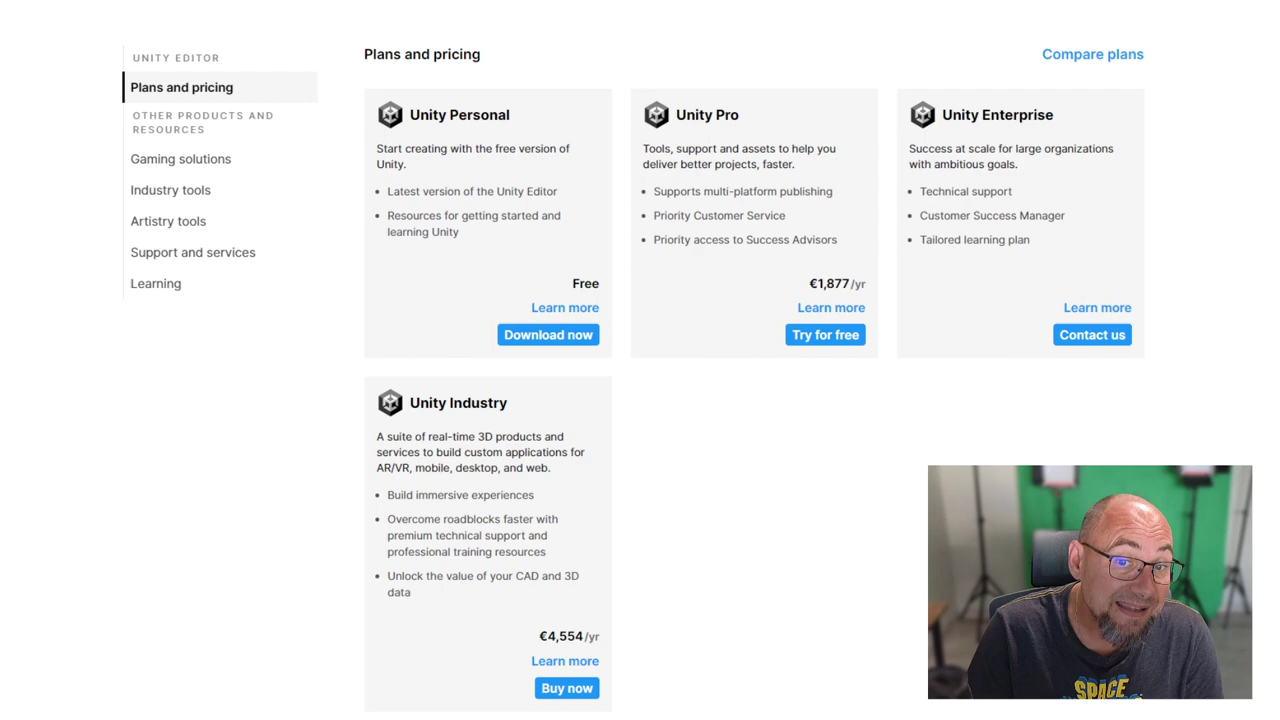 UNITY EDITOR
Plans and pricing
OTHER PRODUCTS AND
RESOURCES
Gaming solutions
Industry tools
Artistry tools
Support and services
Learning
Plans and pricing
Compare plans
Unity Personal
Start creating with the free version of
Unity.
• Latest version of the Unity Editor
• Resources for getting started and
learning Unity
Free
Learn more
Download now
Unity Pro
Tools, support and assets to help you
deliver better projects, faster.
• Supports multi-platform publishing
• Priority Customer Service
• Priority access to Success Advisors
€1,877/yr
Learn more
Try for free
Unity Enterprise
Success at scale for large organizations
with ambitious goals.
• Technical support
• Customer Success Manager
• Tailored learning plan
Learn more
Contact us
Unity Industry
A suite of real-time 3D products and
services to build custom applications for
AR/VR, mobile, desktop, and web.
• Build immersive experiences
• Overcome roadblocks faster with
premium technical support and
professional training resources
• Unlock the value of your CAD and 3D
data
€4,554/yr
Learn more
Buy now
SPACE